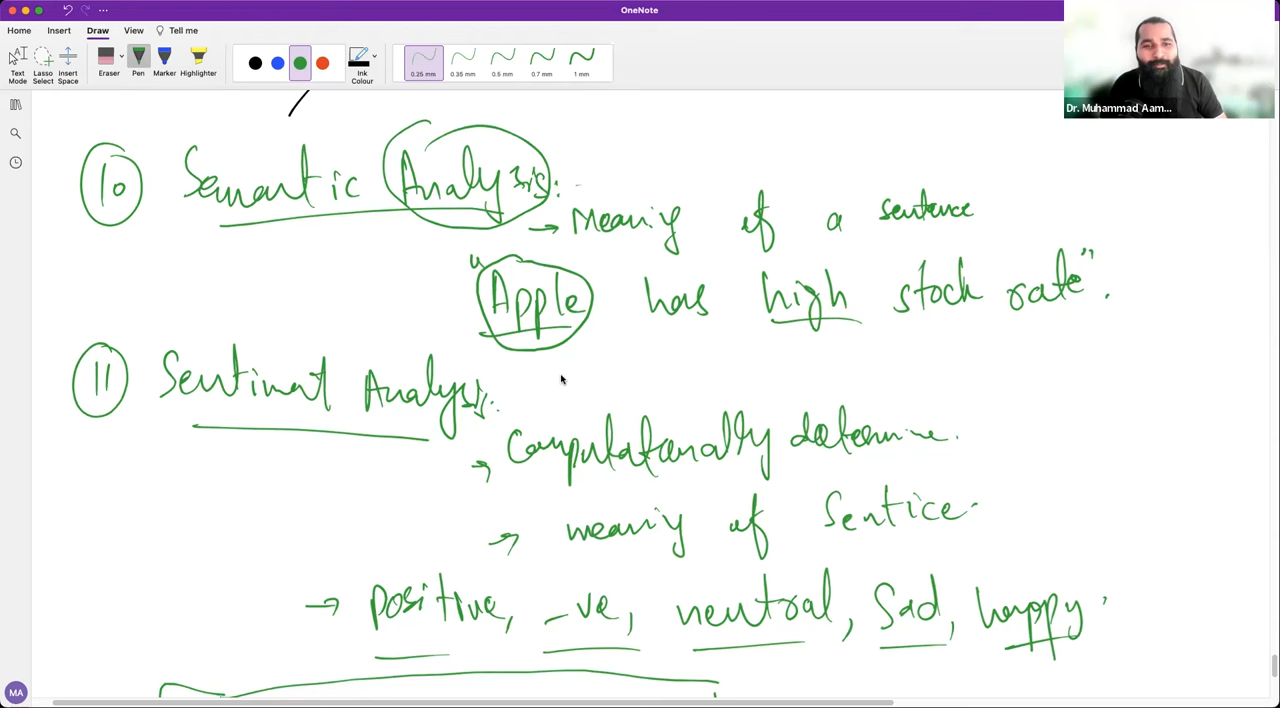 OneNote
Home Insert Draw View Tell me
Text Mode Lasso Select Insert Space Eraser Pen Marker Highlighter Ink Colour 0.25 mm 0.35 mm 0.5 mm 0.7 mm 1 mm
Dr. Muhammad Aam...
10 Semantic Analysis:
→ Meaning of a sentence
"Apple has high stock rate".
11 Sentiment Analysis:
→ Computationally determine.
→ meaning of Sentice.
→ positive, -ve, neutral, Sad, happy.
MA